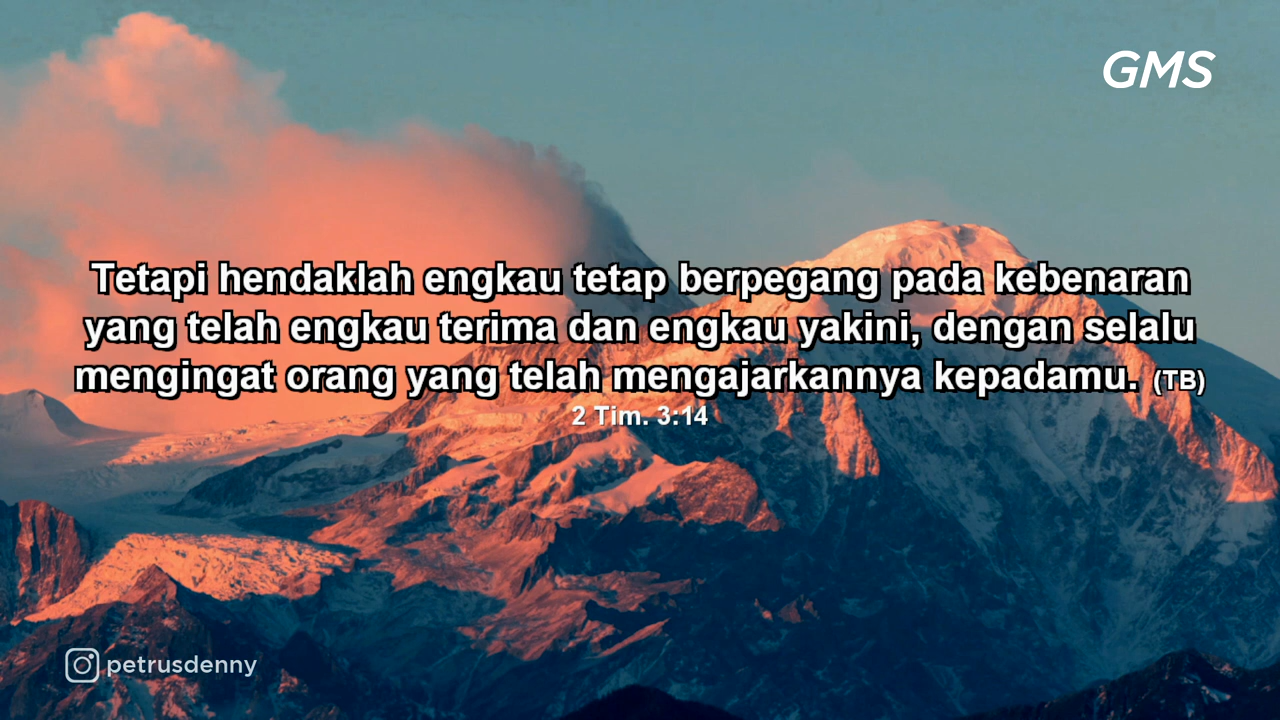 GMS
Tetapi hendaklah engkau tetap berpegang pada kebenaran
yang telah engkau terima dan engkau yakini, dengan selalu
mengingat orang yang telah mengajarkannya kepadamu. (TB)
2 Tim. 3:14
petrusdenny